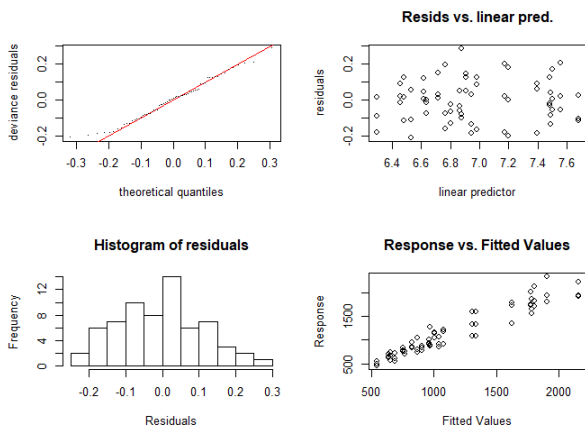 deviance residuals
-0.2 0.0 0.2
-0.3 -0.2 -0.1 0.0 0.1 0.2 0.3
theoretical quantiles
Resids vs. linear pred.
residuals
-0.2 0.0 0.2
6.4 6.6 6.8 7.0 7.2 7.4 7.6
linear predictor
Histogram of residuals
Frequency
0 4 8 12
-0.2 -0.1 0.0 0.1 0.2 0.3
Residuals
Response vs. Fitted Values
Response
500 1500
500 1000 1500 2000
Fitted Values